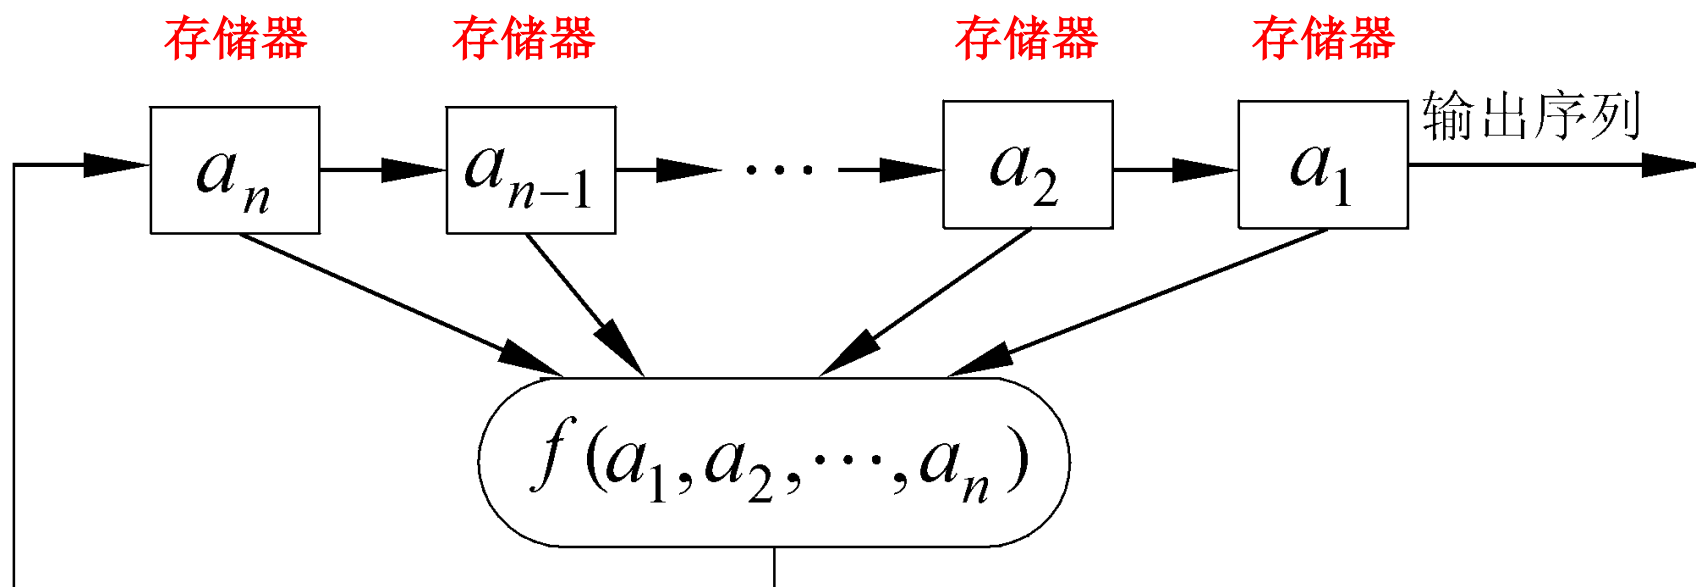 存储器 存储器 存储器 存储器
输出序列
a_n a_{n-1} ⋯ a_2 a_1
f(a_1,a_2,⋯,a_n)